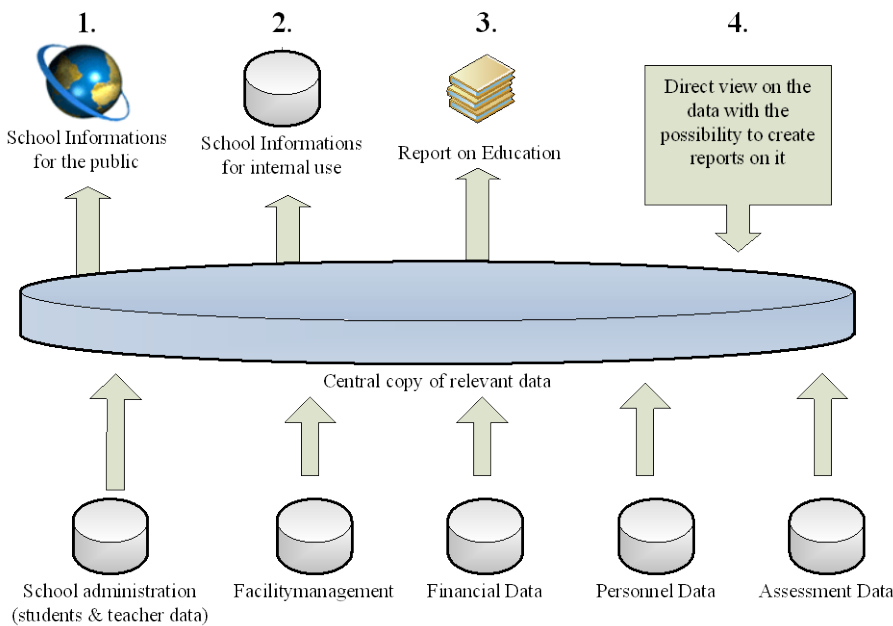 1.
2.
3.
4.
School Informations
for the public
School Informations
for internal use
Report on Education
Direct view on the
data with the
possibility to create
reports on it
Central copy of relevant data
School administration
(students & teacher data)
Facilitymanagement
Financial Data
Personnel Data
Assessment Data